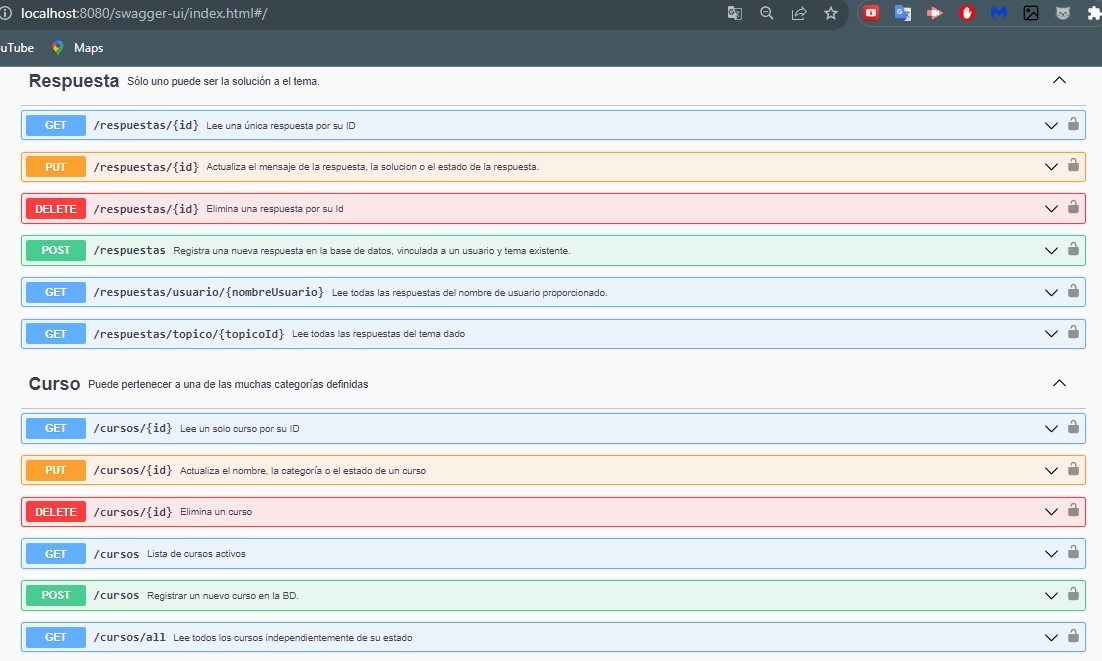 localhost:8080/swagger-ui/index.html#/
uTube Maps
Respuesta Sólo uno puede ser la solución a el tema.
GET /respuestas/{id} Lee una única respuesta por su ID
PUT /respuestas/{id} Actualiza el mensaje de la respuesta, la solucion o el estado de la respuesta.
DELETE /respuestas/{id} Elimina una respuesta por su Id
POST /respuestas Registra una nueva respuesta en la base de datos, vinculada a un usuario y tema existente.
GET /respuestas/usuario/{nombreUsuario} Lee todas las respuestas del nombre de usuario proporcionado.
GET /respuestas/topico/{topicoId} Lee todas las respuestas del tema dado
Curso Puede pertenecer a una de las muchas categorías definidas
GET /cursos/{id} Lee un solo curso por su ID
PUT /cursos/{id} Actualiza el nombre, la categoría o el estado de un curso
DELETE /cursos/{id} Elimina un curso
GET /cursos Lista de cursos activos
POST /cursos Registrar un nuevo curso en la BD.
GET /cursos/all Lee todos los cursos independientemente de su estado